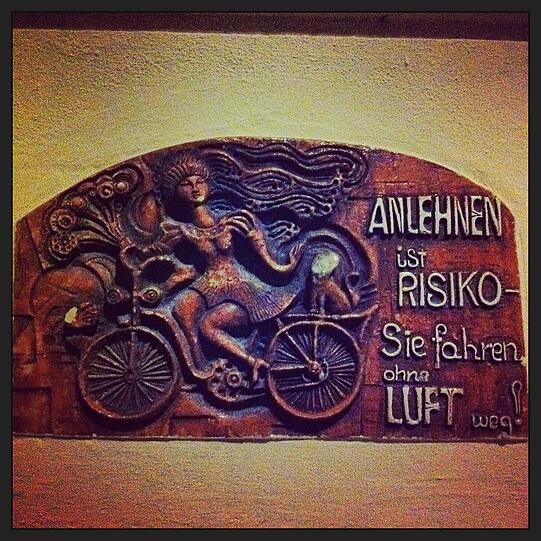 ANLEHNEN
ist
RISIKO-
Sie fahren
ohne
LUFT weg!